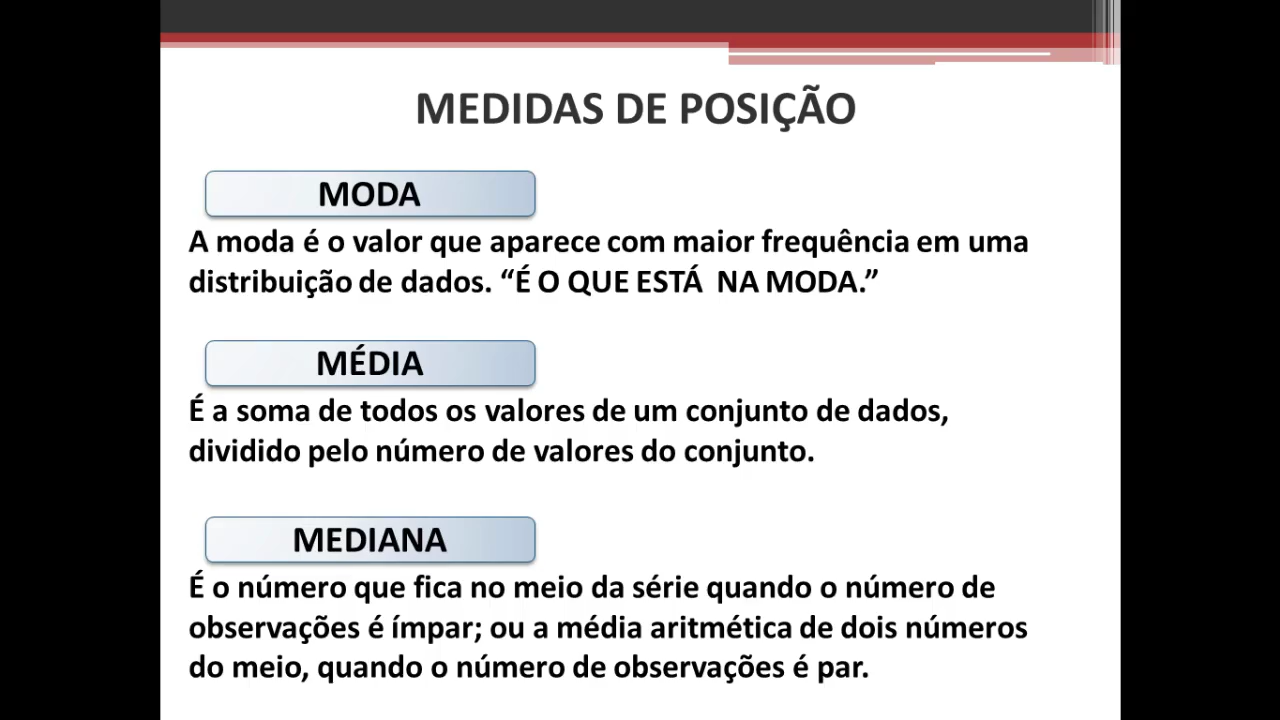 MEDIDAS DE POSIÇÃO
MODA
A moda é o valor que aparece com maior frequência em uma
distribuição de dados. “É O QUE ESTÁ NA MODA.”
MÉDIA
É a soma de todos os valores de um conjunto de dados,
dividido pelo número de valores do conjunto.
MEDIANA
É o número que fica no meio da série quando o número de
observações é ímpar; ou a média aritmética de dois números
do meio, quando o número de observações é par.